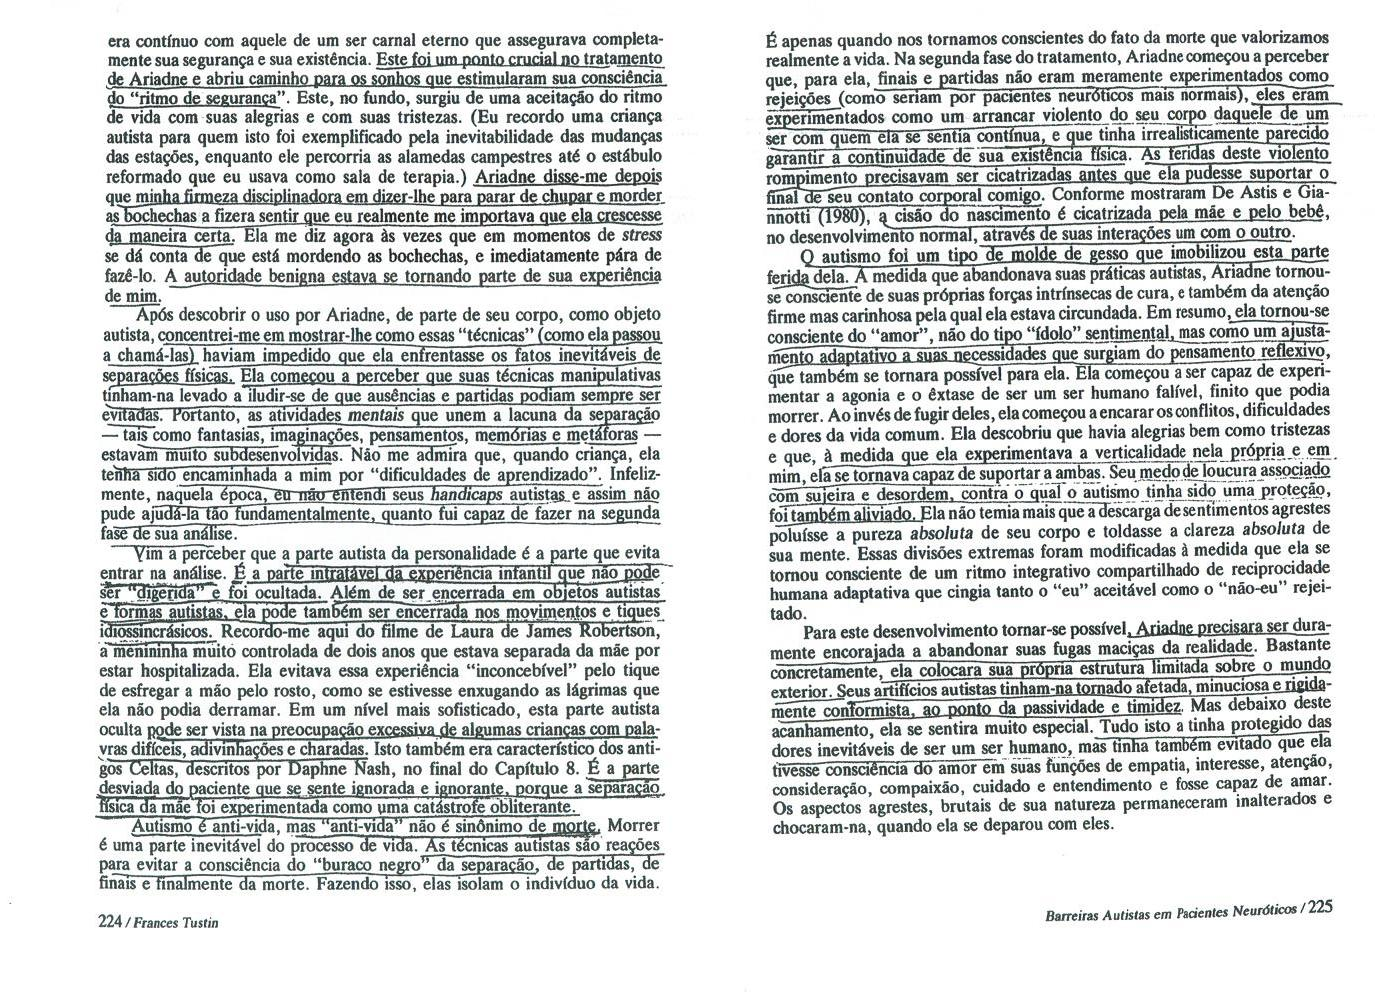 era contínuo com aquele de um ser carnal eterno que assegurava completa-
mente sua segurança e sua existência. Este foi um ponto crucial no tratamento
de Ariadne e abriu caminho para os sonhos que estimularam sua consciência
do “ritmo de segurança”. Este, no fundo, surgiu de uma aceitação do ritmo
de vida com suas alegrias e com suas tristezas. (Eu recordo uma criança
autista para quem isto foi exemplificado pela inevitabilidade das mudanças
das estações, enquanto ele percorria as alamedas campestres até o estábulo
reformado que eu usava como sala de terapia.) Ariadne disse-me depois
que minha firmeza disciplinadora em dizer-lhe para parar de chupar e morder
as bochechas a fizera sentir que eu realmente me importava que ela crescesse
da maneira certa. Ela me diz agora às vezes que em momentos de stress
se dá conta de que está mordendo as bochechas, e imediatamente pára de
fazê-lo. A autoridade benigna estava se tornando parte de sua experiência
de mim.
Após descobrir o uso por Ariadne, de parte de seu corpo, como objeto
autista, concentrei-me em mostrar-lhe como essas “técnicas” (como ela passou
a chamá-las) haviam impedido que ela enfrentasse os fatos inevitáveis de
separações físicas. Ela começou a perceber que suas técnicas manipulativas
tinham-na levado a iludir-se de que ausências e partidas podiam sempre ser
evitadas. Portanto, as atividades mentais que unem a lacuna da separação
— tais como fantasias, imaginações, pensamentos, memórias e metáforas —
estavam muito subdesenvolvidas. Não me admira que, quando criança, ela
tenha sido encaminhada a mim por “dificuldades de aprendizado”. Infeliz-
mente, naquela época, eu não entendi seus handicaps autistas e assim não
pude ajudá-la tão fundamentalmente, quanto fui capaz de fazer na segunda
fase de sua análise.
Vim a perceber que a parte autista da personalidade é a parte que evita
entrar na análise. É a parte intratável da experiência infantil que não pode
ser “digerida” e foi ocultada. Além de ser encerrada em objetos autistas
e formas autistas, ela pode também ser encerrada nos movimentos e tiques
idiossincrásicos. Recordo-me aqui do filme de Laura de James Robertson,
a menininha muito controlada de dois anos que estava separada da mãe por
estar hospitalizada. Ela evitava essa experiência “inconcebível” pelo tique
de esfregar a mão pelo rosto, como se estivesse enxugando as lágrimas que
ela não podia derramar. Em um nível mais sofisticado, esta parte autista
oculta pode ser vista na preocupação excessiva de algumas crianças com pala-
vras difíceis, adivinhações e charadas. Isto também era característico dos anti-
gos Celtas, descritos por Daphne Nash, no final do Capítulo 8. É a parte
desviada do paciente que se sente ignorada e ignorante, porque a separação
física da mãe foi experimentada como uma catástrofe obliterante.
Autismo é anti-vida, mas “anti-vida” não é sinônimo de morte. Morrer
é uma parte inevitável do processo de vida. As técnicas autistas são reações
para evitar a consciência do “buraco negro” da separação, de partidas, de
finais e finalmente da morte. Fazendo isso, elas isolam o indivíduo da vida.
224 / Frances Tustin
É apenas quando nos tornamos conscientes do fato da morte que valorizamos
realmente a vida. Na segunda fase do tratamento, Ariadne começou a perceber
que, para ela, finais e partidas não eram meramente experimentados como
rejeições (como seriam por pacientes neuróticos mais normais), eles eram
experimentados como um arrancar violento do seu corpo daquele de um
ser com quem ela se sentia contínua, e que tinha irrealisticamente parecido
garantir a continuidade de sua existência física. As feridas deste violento
rompimento precisavam ser cicatrizadas antes que ela pudesse suportar o
final de seu contato corporal comigo. Conforme mostraram De Astis e Gia-
nnotti (1980), a cisão do nascimento é cicatrizada pela mãe e pelo bebê,
no desenvolvimento normal, através de suas interações um com o outro.
O autismo foi um tipo de molde de gesso que imobilizou esta parte
ferida dela. À medida que abandonava suas práticas autistas, Ariadne tornou-
se consciente de suas próprias forças intrínsecas de cura, e também da atenção
firme mas carinhosa pela qual ela estava circundada. Em resumo, ela tornou-se
consciente do “amor”, não do tipo “ídolo” sentimental, mas como um ajusta-
mento adaptativo a suas necessidades que surgiam do pensamento reflexivo,
que também se tornara possível para ela. Ela começou a ser capaz de experi-
mentar a agonia e o êxtase de ser um ser humano falível, finito que podia
morrer. Ao invés de fugir deles, ela começou a encarar os conflitos, dificuldades
e dores da vida comum. Ela descobriu que havia alegrias bem como tristezas
e que, à medida que ela experimentava a verticalidade nela própria e em
mim, ela se tornava capaz de suportar a ambas. Seu medo de loucura associado
com sujeira e desordem, contra o qual o autismo tinha sido uma proteção,
foi também aliviado. Ela não temia mais que a descarga de sentimentos agrestes
poluísse a pureza absoluta de seu corpo e toldasse a clareza absoluta de
sua mente. Essas divisões extremas foram modificadas à medida que ela se
tornou consciente de um ritmo integrativo compartilhado de reciprocidade
humana adaptativa que cingia tanto o “eu” aceitável como o “não-eu” rejei-
tado.
Para este desenvolvimento tornar-se possível, Ariadne precisara ser dura-
mente encorajada a abandonar suas fugas maciças da realidade. Bastante
concretamente, ela colocara sua própria estrutura limitada sobre o mundo
exterior. Seus artifícios autistas tinham-na tornado afetada, minuciosa e rigida-
mente conformista, ao ponto da passividade e timidez. Mas debaixo deste
acanhamento, ela se sentira muito especial. Tudo isto a tinha protegido das
dores inevitáveis de ser um ser humano, mas tinha também evitado que ela
tivesse consciência do amor em suas funções de empatia, interesse, atenção,
consideração, compaixão, cuidado e entendimento e fosse capaz de amar.
Os aspectos agrestes, brutais de sua natureza permaneceram inalterados e
chocaram-na, quando ela se deparou com eles.
Barreiras Autistas em Pacientes Neuróticos / 225